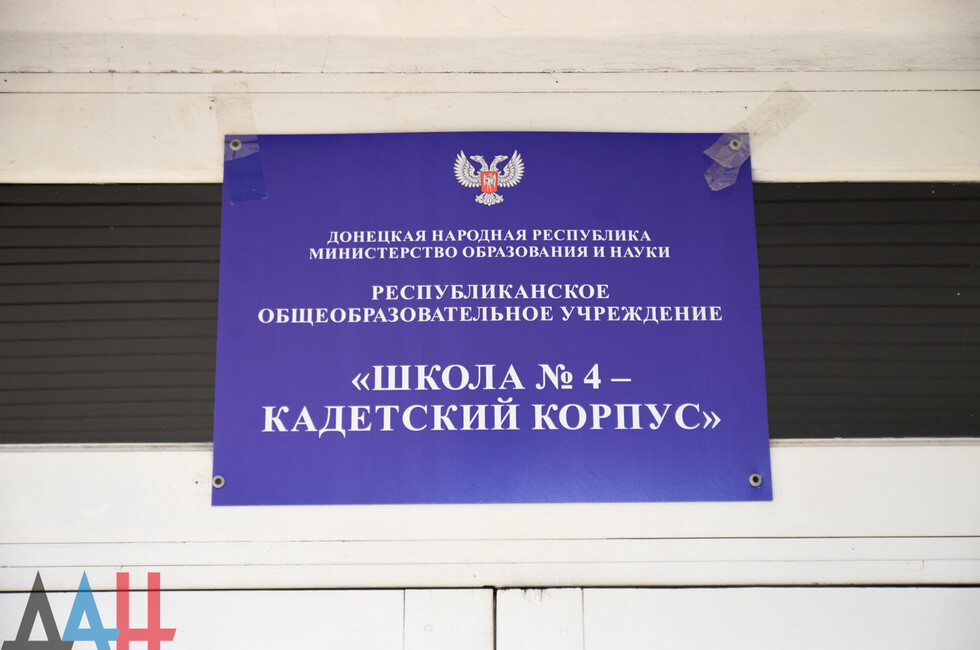 ДОНЕЦКАЯ НАРОДНАЯ РЕСПУБЛИКА
МИНИСТЕРСТВО ОБРАЗОВАНИЯ И НАУКИ
РЕСПУБЛИКАНСКОЕ
ОБЩЕОБРАЗОВАТЕЛЬНОЕ УЧРЕЖДЕНИЕ
«ШКОЛА № 4 –
КАДЕТСКИЙ КОРПУС»
ДАН